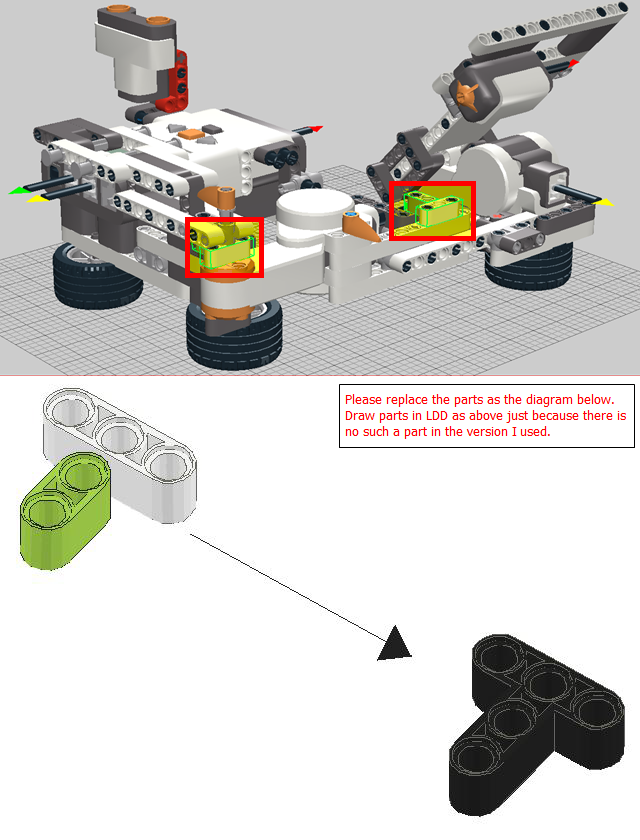 Please replace the parts as the diagram below.
Draw parts in LDD as above just because there is
no such a part in the version I used.